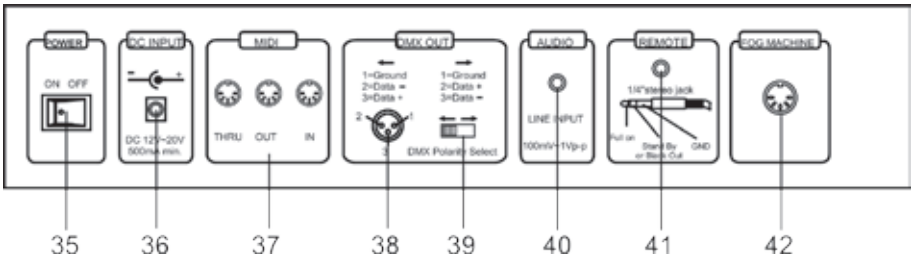 POWER
ON OFF
DC INPUT
− +
DC 12V~20V
500mA min.
MIDI
THRU OUT IN
DMX OUT
1=Ground
2=Data −
3=Data +
1=Ground
2=Data +
3=Data −
2 1
3
DMX Polarity Select
AUDIO
LINE INPUT
100mV~1Vp-p
REMOTE
1/4"stereo jack
Full on
Stand By
or Black Out
GND
FOG MACHINE
35 36 37 38 39 40 41 42